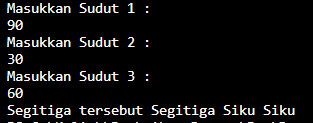 Masukkan Sudut 1 :
90
Masukkan Sudut 2 :
30
Masukkan Sudut 3 :
60
Segitiga tersebut Segitiga Siku Siku